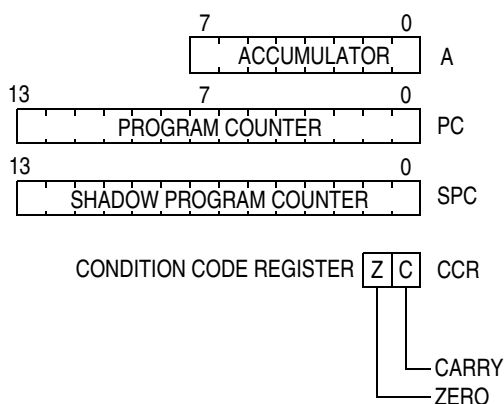 7 0
ACCUMULATOR A
13 7 0
PROGRAM COUNTER PC
13 0
SHADOW PROGRAM COUNTER SPC
CONDITION CODE REGISTER Z C CCR
CARRY
ZERO